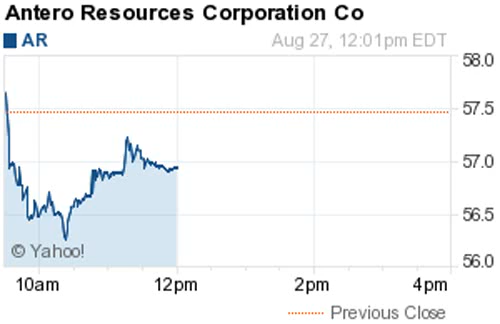 Antero Resources Corporation Co
AR Aug 27, 12:01pm EDT
58.0
57.5
57.0
56.5
56.0
© Yahoo!
10am 12pm 2pm 4pm
Previous Close